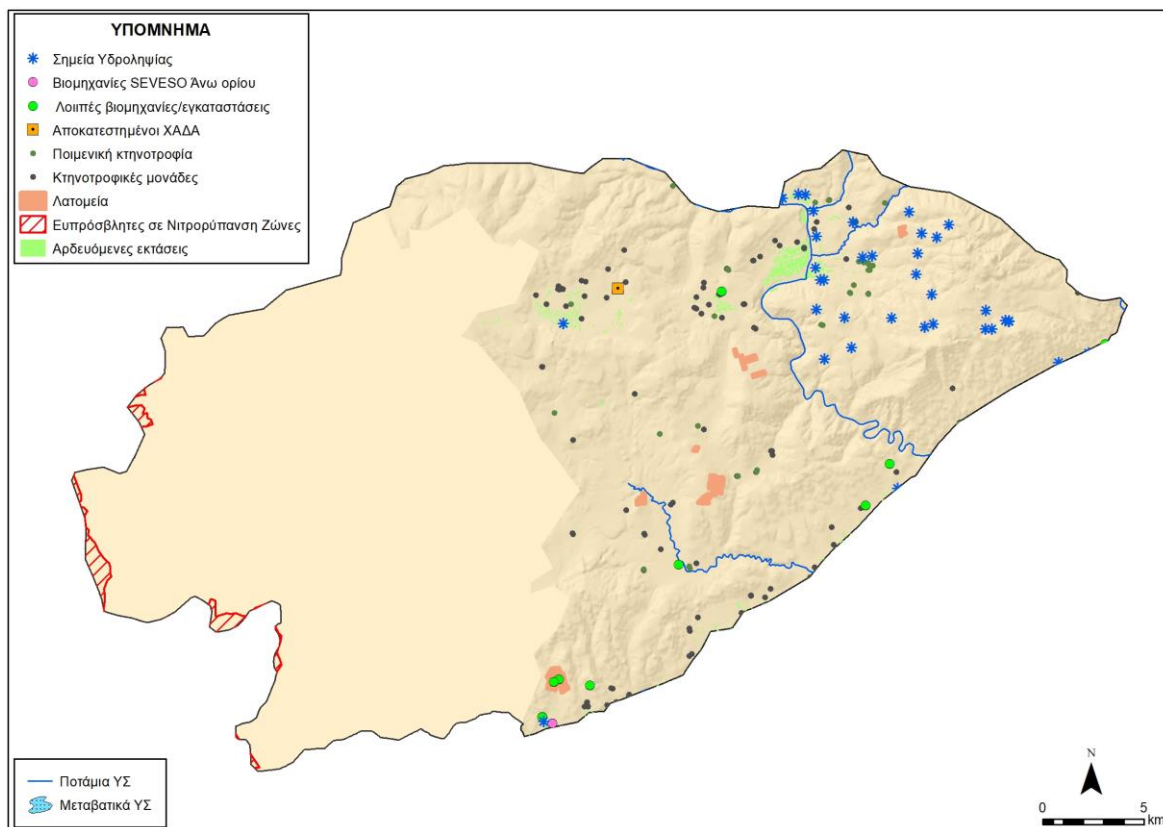 ΥΠΟΜΝΗΜΑ
Σημεία Υδροληψίας
Βιομηχανίες SEVESO Άνω ορίου
Λοιπές βιομηχανίες/εγκαταστάσεις
Αποκατεστημένοι ΧΑΔΑ
Ποιμενική κτηνοτροφία
Κτηνοτροφικές μονάδες
Λατομεία
Ευπρόσβλητες σε Νιτρορύπανση Ζώνες
Αρδευόμενες εκτάσεις
Ποτάμια ΥΣ
Μεταβατικά ΥΣ
N
0 5
km